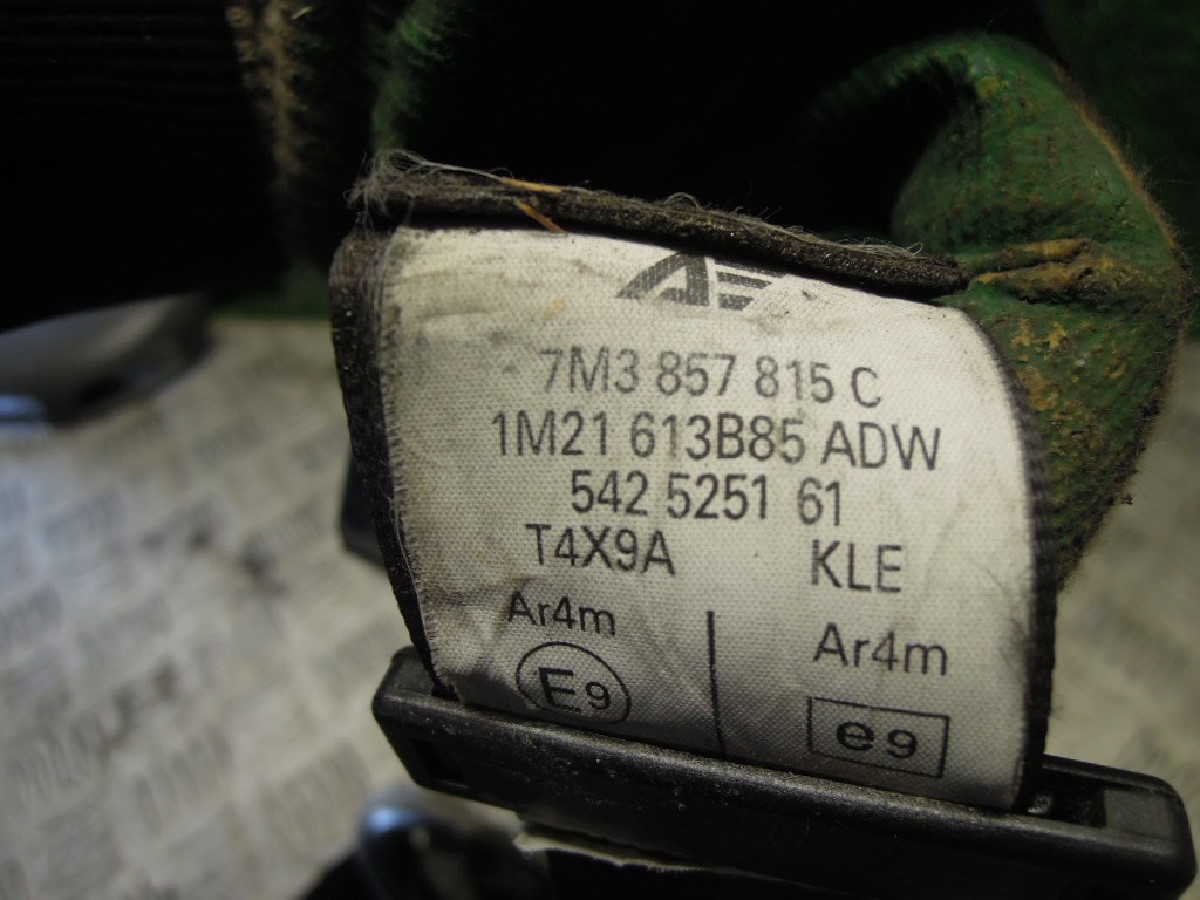 7M3 857 815 C
1M21 613B85 ADW
542 5251 61
T4X9A KLE
Ar4m Ar4m
E9 e9